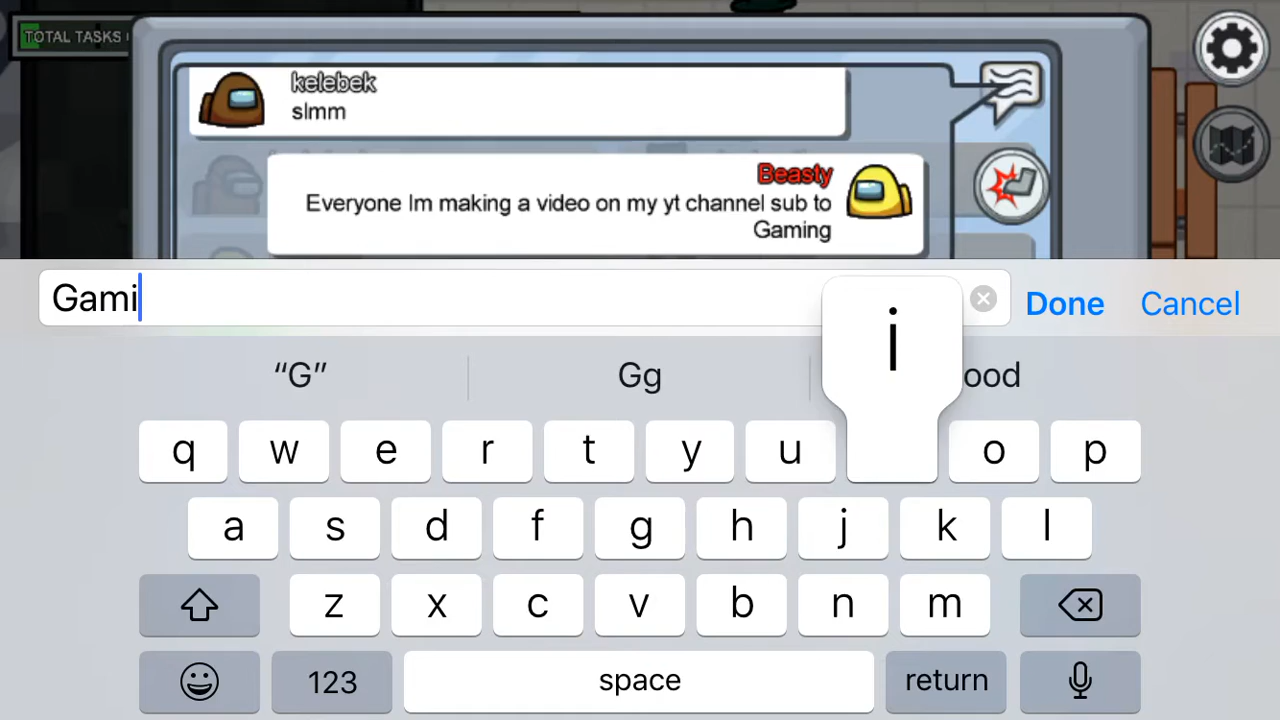 TOTAL TASKS
kelebek
slmm
Beasty
Everyone Im making a video on my yt channel sub to
Gaming
Gami
Done
Cancel
“G”
Gg
ood
i
q w e r t y u o p
a s d f g h j k l
z x c v b n m
123
space
return